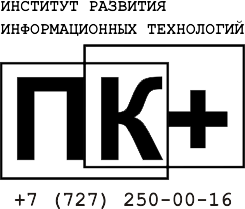 ИНСТИТУТ РАЗВИТИЯ
ИНФОРМАЦИОННЫХ ТЕХНОЛОГИЙ
ПК+
+7 (727) 250-00-16